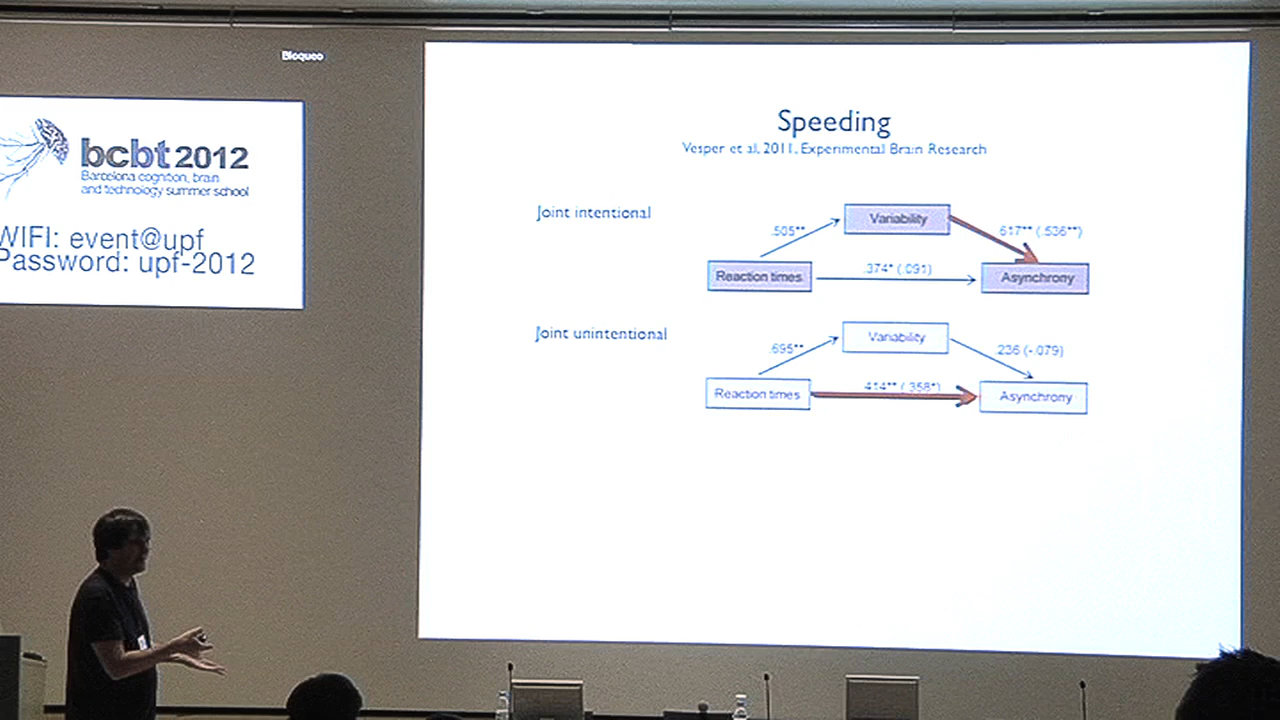 Bloqueo
bcbt 2012
Barcelona cognition, brain
and technology summer school
WIFI: event@upf
Password: upf-2012
Speeding
Vesper et al, 2011, Experimental Brain Research
Joint intentional
Variability
.505**
.617** (.536**)
Reaction times
.374* (.091)
Asynchrony
Joint unintentional
Variability
.695**
.236 (-.079)
Reaction times
.414** (.358*)
Asynchrony